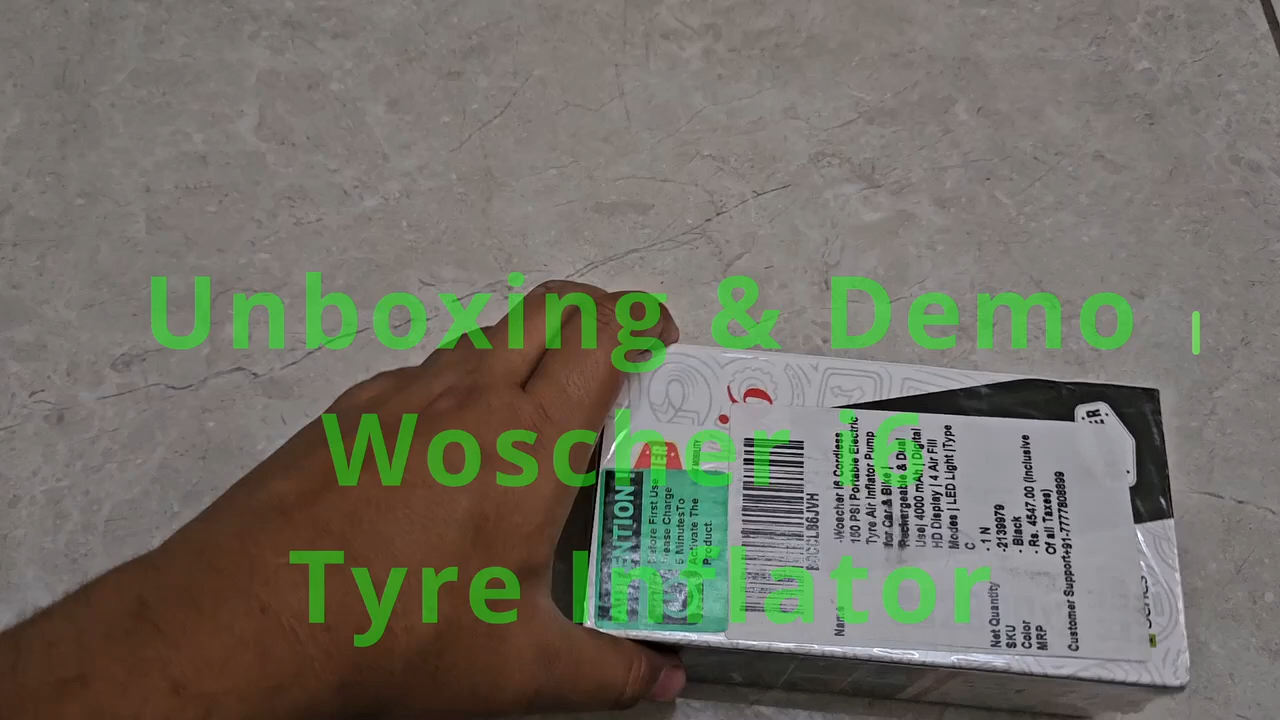 Unboxing & Demo |
Woscher i6
Tyre Inflator
ATTENTION
Before First Use
Please Charge
5 MinutesTo
Activate The
Product.
Name
-Woscher I6 Cordless
150 PSI Portable Electric
Tyre Air Inflator Pump
for Car & Bike |
Rechargeable & Dual
Use| 4000 mAh | Digital
HD Display | 4 Air Fill
Modes | LED Light |Type
C
Net Quantity - 1 N
SKU -2139979
Color - Black
MRP - Rs. 4547.00 (Inclusive
Of all Taxes)
Customer Support+91-7777808899